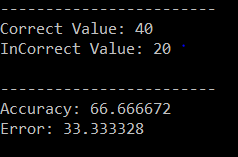 ------------------------
Correct Value: 40
InCorrect Value: 20
------------------------
Accuracy: 66.666672
Error: 33.333328